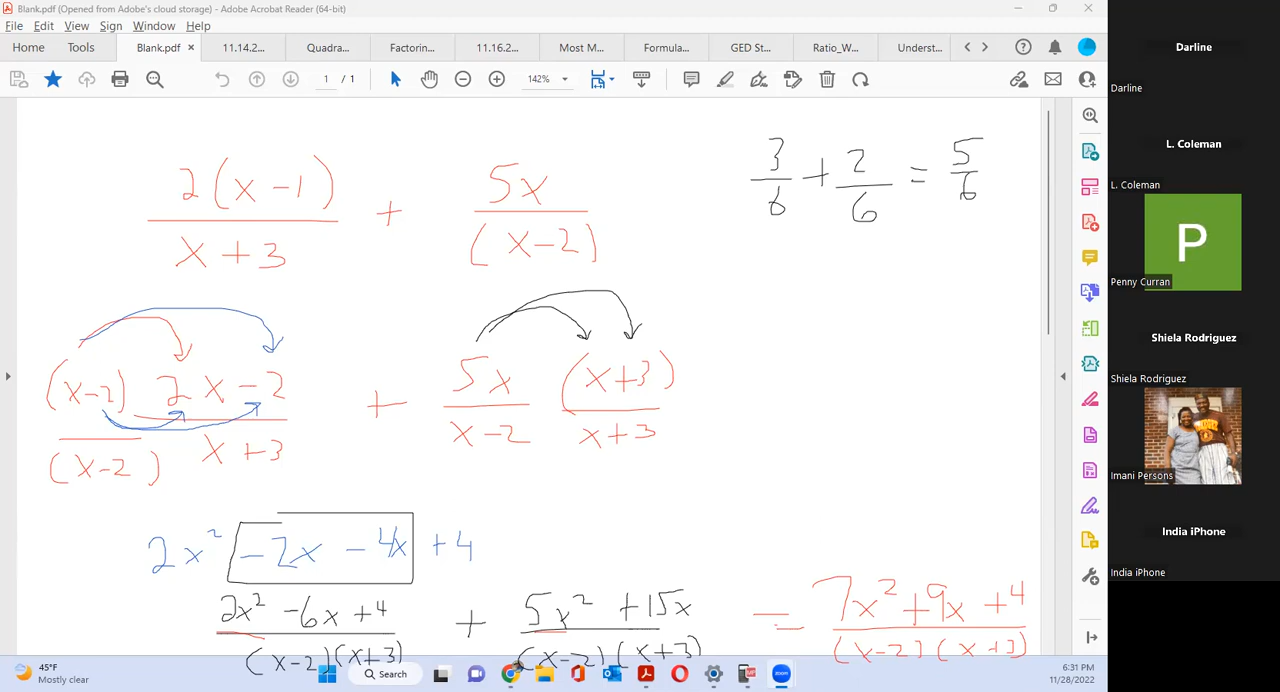 Blank.pdf (Opened from Adobe's cloud storage) - Adobe Acrobat Reader (64-bit)
File Edit View Sign Window Help
Home Tools Blank.pdf × 11.14.2... Quadra... Factorin... 11.16.2... Most M... Formula... GED St... Ratio_W... Underst...
1 / 1 142%
2(x-1)/x+3 + 5x/(x-2)
3/6 + 2/6 = 5/6
(x-2)/(x-2) 2x-2/x+3 + 5x/x-2 (x+3)/x+3
2x² -2x -4x +4
2x² -6x +4/(x-2)(x+3) + 5x² +15x/(x-2)(x+3) = 7x² +9x +4/(x-2)(x+3)
45°F
Mostly clear
Search
6:31 PM
11/28/2022
Darline
Darline
L. Coleman
L. Coleman
P
Penny Curran
Shiela Rodriguez
Shiela Rodriguez
Imani Persons
India iPhone
India iPhone